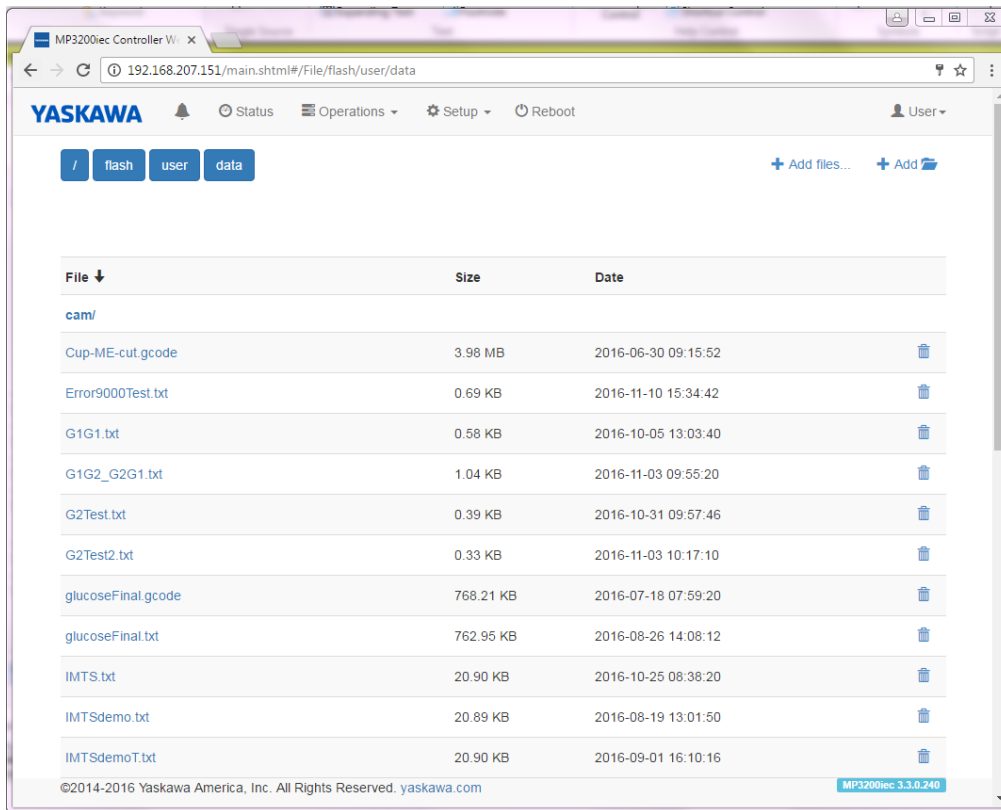 MP3200iec Controller W
192.168.207.151/main.shtml#/File/flash/user/data
YASKAWA Status Operations Setup Reboot User
/ flash user data Add files... Add
File Size Date
cam/
Cup-ME-cut.gcode 3.98 MB 2016-06-30 09:15:52
Error9000Test.txt 0.69 KB 2016-11-10 15:34:42
G1G1.txt 0.58 KB 2016-10-05 13:03:40
G1G2_G2G1.txt 1.04 KB 2016-11-03 09:55:20
G2Test.txt 0.39 KB 2016-10-31 09:57:46
G2Test2.txt 0.33 KB 2016-11-03 10:17:10
glucoseFinal.gcode 768.21 KB 2016-07-18 07:59:20
glucoseFinal.txt 762.95 KB 2016-08-26 14:08:12
IMTS.txt 20.90 KB 2016-10-25 08:38:20
IMTSdemo.txt 20.89 KB 2016-08-19 13:01:50
IMTSdemoT.txt 20.90 KB 2016-09-01 16:10:16
©2014-2016 Yaskawa America, Inc. All Rights Reserved. yaskawa.com MP3200iec 3.3.0.240